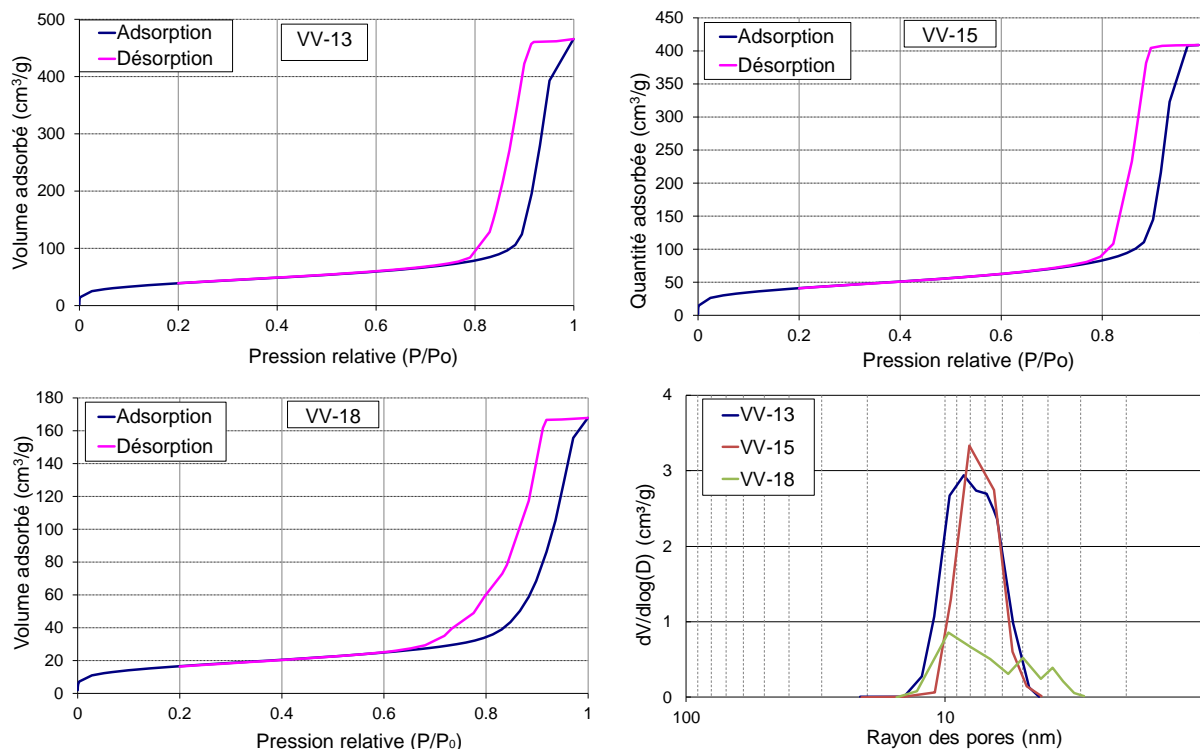 500
400
300
200
100
0
Volume adsorbé (cm³/g)
Adsorption
Désorption
VV-13
0 0.2 0.4 0.6 0.8 1
Pression relative (P/Po)
450
400
350
300
250
200
150
100
50
0
Quantité adsorbée (cm³/g)
Adsorption
Désorption
VV-15
0 0.2 0.4 0.6 0.8
Pression relative (P/Po)
180
160
140
120
100
80
60
40
20
0
Volume adsorbé (cm³/g)
Adsorption
Désorption
VV-18
0 0.2 0.4 0.6 0.8 1
Pression relative (P/P₀)
4
3
2
1
0
dV/dlog(D) (cm³/g)
VV-13
VV-15
VV-18
100 10
Rayon des pores (nm)